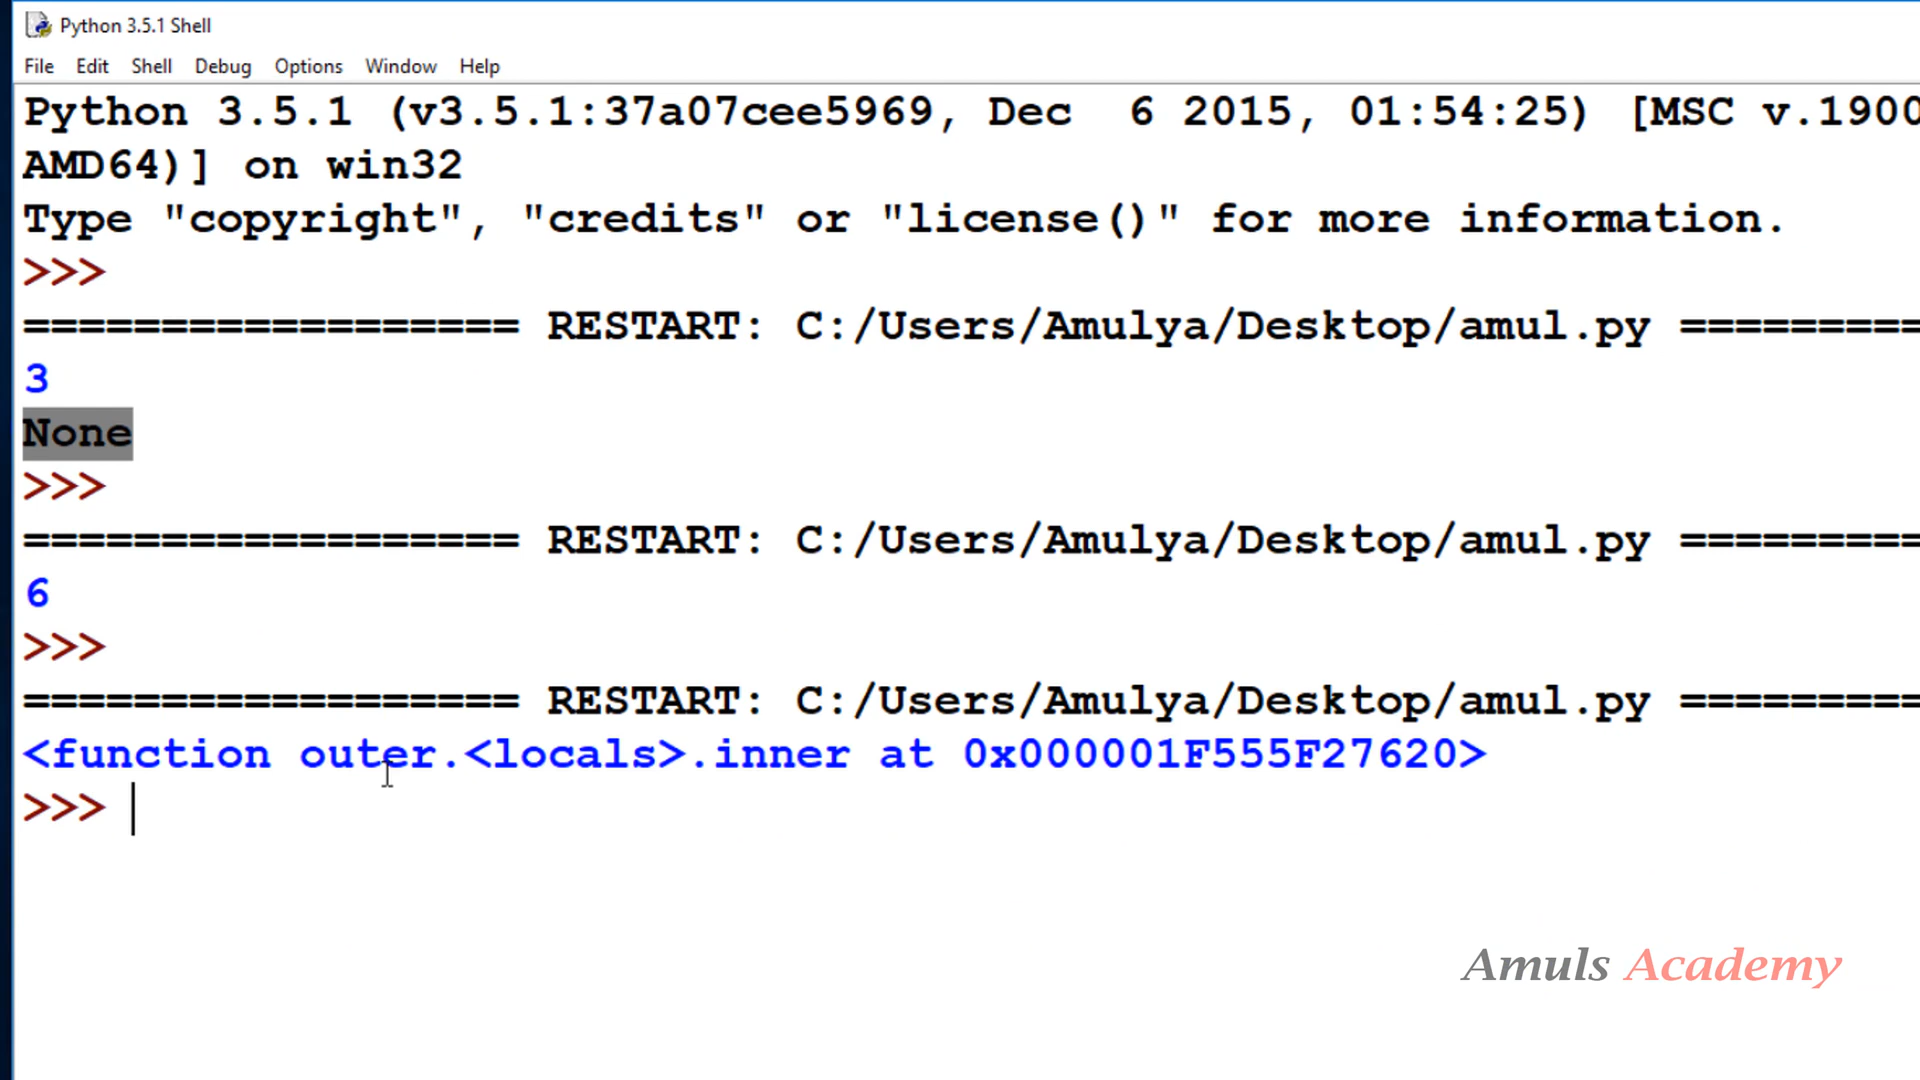 Python 3.5.1 Shell
File Edit Shell Debug Options Window Help
Python 3.5.1 (v3.5.1:37a07cee5969, Dec  6 2015, 01:54:25) [MSC v.1900
AMD64)] on win32
Type "copyright", "credits" or "license()" for more information.
>>>
================== RESTART: C:/Users/Amulya/Desktop/amul.py =========
3
None
>>>
================== RESTART: C:/Users/Amulya/Desktop/amul.py =========
6
>>>
================== RESTART: C:/Users/Amulya/Desktop/amul.py =========
<function outer.<locals>.inner at 0x000001F555F27620>
>>>
Amuls Academy